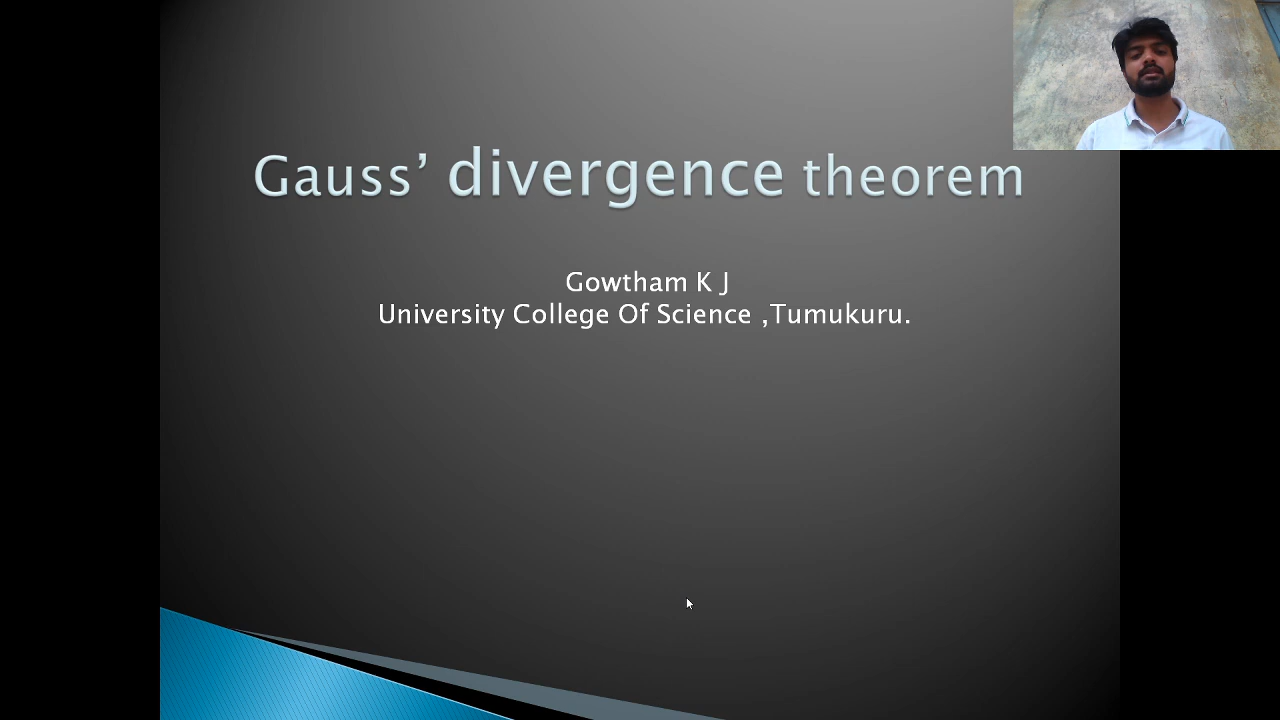 Gauss’ divergence theorem
Gowtham K J
University College Of Science ,Tumukuru.